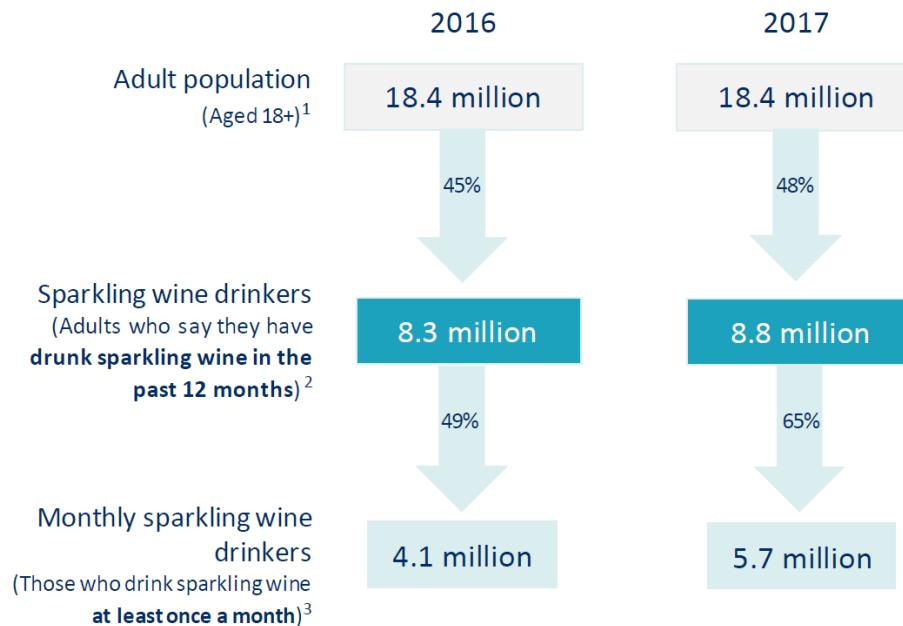 2016 2017
Adult population
(Aged 18+)1
18.4 million 18.4 million
45% 48%
Sparkling wine drinkers
(Adults who say they have
drunk sparkling wine in the
past 12 months) 2
8.3 million 8.8 million
49% 65%
Monthly sparkling wine
drinkers
(Those who drink sparkling wine
at least once a month)3
4.1 million 5.7 million